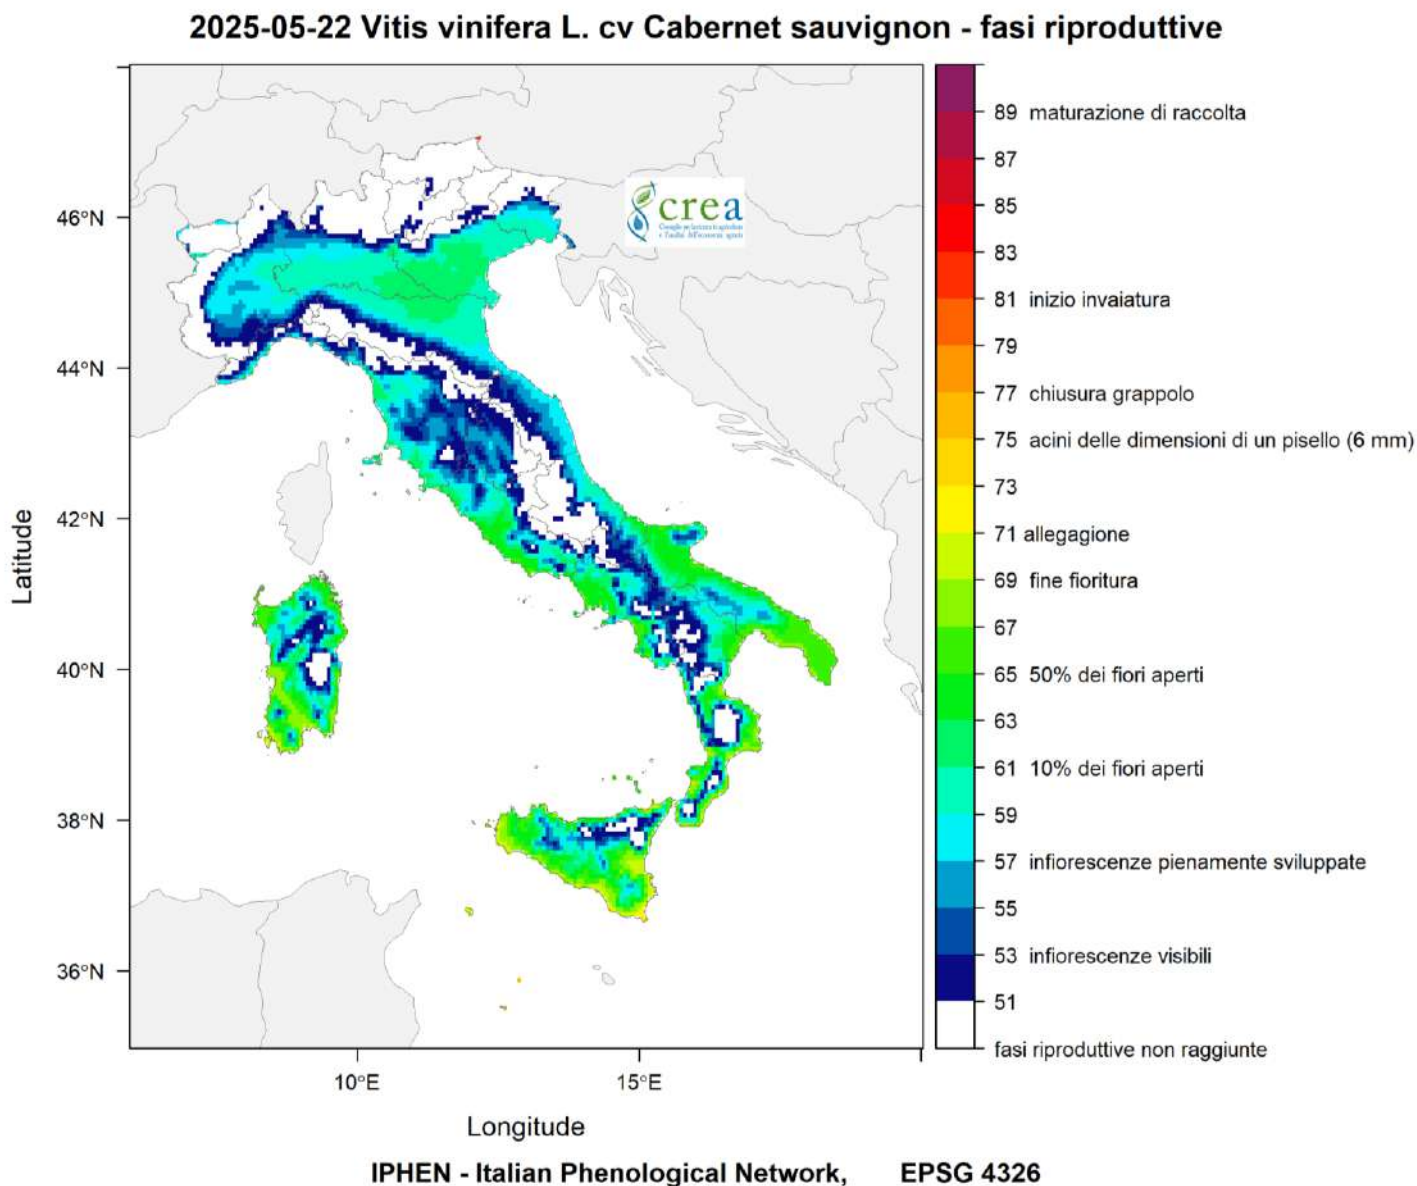 2025-05-22 Vitis vinifera L. cv Cabernet sauvignon - fasi riproduttive
89 maturazione di raccolta
87
85
83
81 inizio invaiatura
79
77 chiusura grappolo
75 acini delle dimensioni di un pisello (6 mm)
73
71 allegagione
69 fine fioritura
67
65 50% dei fiori aperti
63
61 10% dei fiori aperti
59
57 infiorescenze pienamente sviluppate
55
53 infiorescenze visibili
51
fasi riproduttive non raggiunte
crea
46°N
44°N
42°N
40°N
38°N
36°N
Latitude
10°E
15°E
Longitude
IPHEN - Italian Phenological Network, EPSG 4326